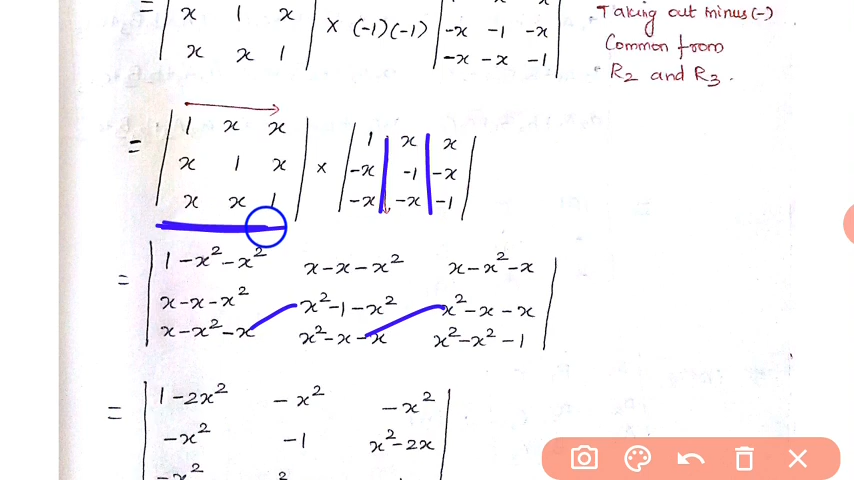 = | x 1 x | × (-1)(-1) | -x -1 -x |
| x x 1 | | -x -x -1 |
Taking out minus(-)
Common from
R2 and R3.
= | 1 x x | × | 1 x x |
| x 1 x | | -x -1 -x |
| x x 1 | | -x -x -1 |
= | 1-x²-x² x-x-x² x-x²-x |
| x-x-x² x²-1-x² x²-x-x |
| x-x²-x x²-x-x x²-x²-1 |
= | 1-2x² -x² -x² |
| -x² -1 x²-2x |
-x²